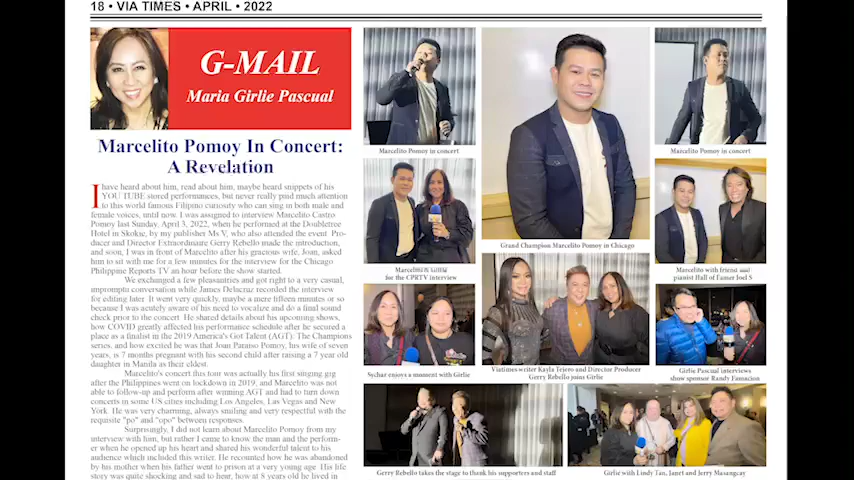 18 • VIA TIMES • APRIL • 2022
G-MAIL
Maria Girlie Pascual
Marcelito Pomoy In Concert:
A Revelation
I have heard about him, read about him, maybe heard snippets of his
YOU TUBE stored performances, but never really paid much attention
to this world famous Filipino curiosity who can sing in both male and
female voices, until now. I was assigned to interview Marcelito Castro
Pomoy last Sunday, April 3, 2022, when he performed at the Doubletree
Hotel in Skokie, by my publisher Ms V, who also attended the event. Pro-
ducer and Director Extraordinaire Gerry Rebello made the introduction,
and soon, I was in front of Marcelito after his gracious wife, Joan, asked
him to sit with me for a few minutes for the interview for the Chicago
Philippine Reports TV an hour before the show started.
We exchanged a few pleasantries and got right to a very casual,
impromptu conversation while James Delacruz recorded the interview
for editing later. It went very quickly, maybe a mere fifteen minutes or so
because I was acutely aware of his need to vocalize and do a final sound
check prior to the concert. He shared details about his upcoming shows,
how COVID greatly affected his performance schedule after he secured a
place as a finalist in the 2019 America's Got Talent (AGT): The Champions
series, and how excited he was that Joan Paraiso Pomoy, his wife of seven
years, is 7 months pregnant with his second child after raising a 7 year old
daughter in Manila as their eldest.
Marcelito's concert this tour was actually his first singing gig
after the Philippines went on lockdown in 2019, and Marcelito was not
able to follow-up and perform after winning AGT and had to turn down
concerts in some US cities including Los Angeles, Las Vegas and New
York. He was very charming, always smiling and very respectful with the
requisite "po" and "opo" between responses.
Surprisingly, I did not learn about Marcelito Pomoy from my
interview with him, but rather I came to know the man and the perform-
er when he opened up his heart and shared his wonderful talent to his
audience which included this writer. He recounted how he was abandoned
by his mother when his father went to prison at a very young age. His life
story was quite shocking and sad to hear, how at 8 years old he lived in
Marcelito Pomoy in concert
Grand Champion Marcelito Pomoy in Chicago
Marcelito Pomoy in concert
Marcelito & Girlie
for the CPRTV interview
Marcelito with friend and
pianist Hall of Famer Joel S
Sychar enjoys a moment with Girlie
Viatimes writer Kayla Tejero and Director Producer
Gerry Rebello joins Girlie
Girlie Pascual interviews
show sponsor Randy
Gerry Rebello takes the stage to thank his supporters and staff
Girlie with Lindy Tan, Janet and Jerry Masangcay